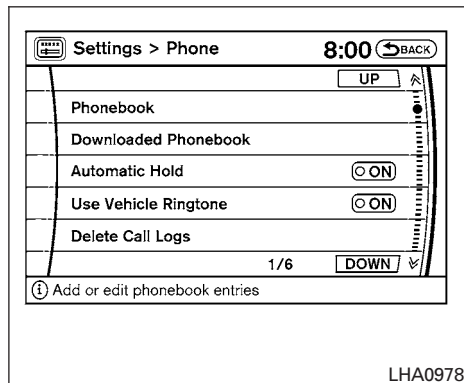 Settings > Phone 8:00 BACK
UP
Phonebook
Downloaded Phonebook
Automatic Hold ON
Use Vehicle Ringtone ON
Delete Call Logs
1/6 DOWN
i Add or edit phonebook entries
LHA0978